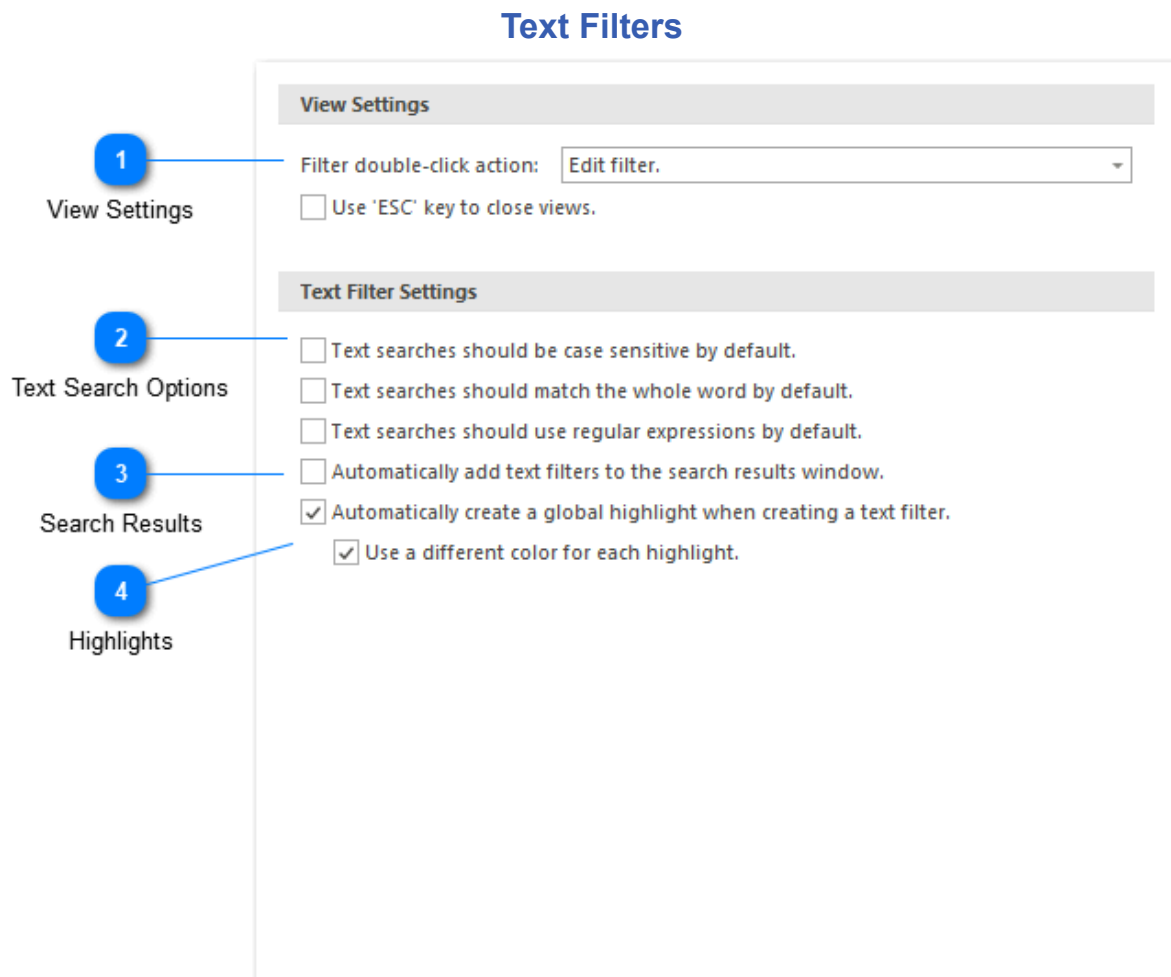 Text Filters
View Settings
1
View Settings
Filter double-click action: Edit filter.
Use 'ESC' key to close views.
Text Filter Settings
2
Text Search Options
Text searches should be case sensitive by default.
Text searches should match the whole word by default.
Text searches should use regular expressions by default.
3
Search Results
Automatically add text filters to the search results window.
Automatically create a global highlight when creating a text filter.
Use a different color for each highlight.
4
Highlights